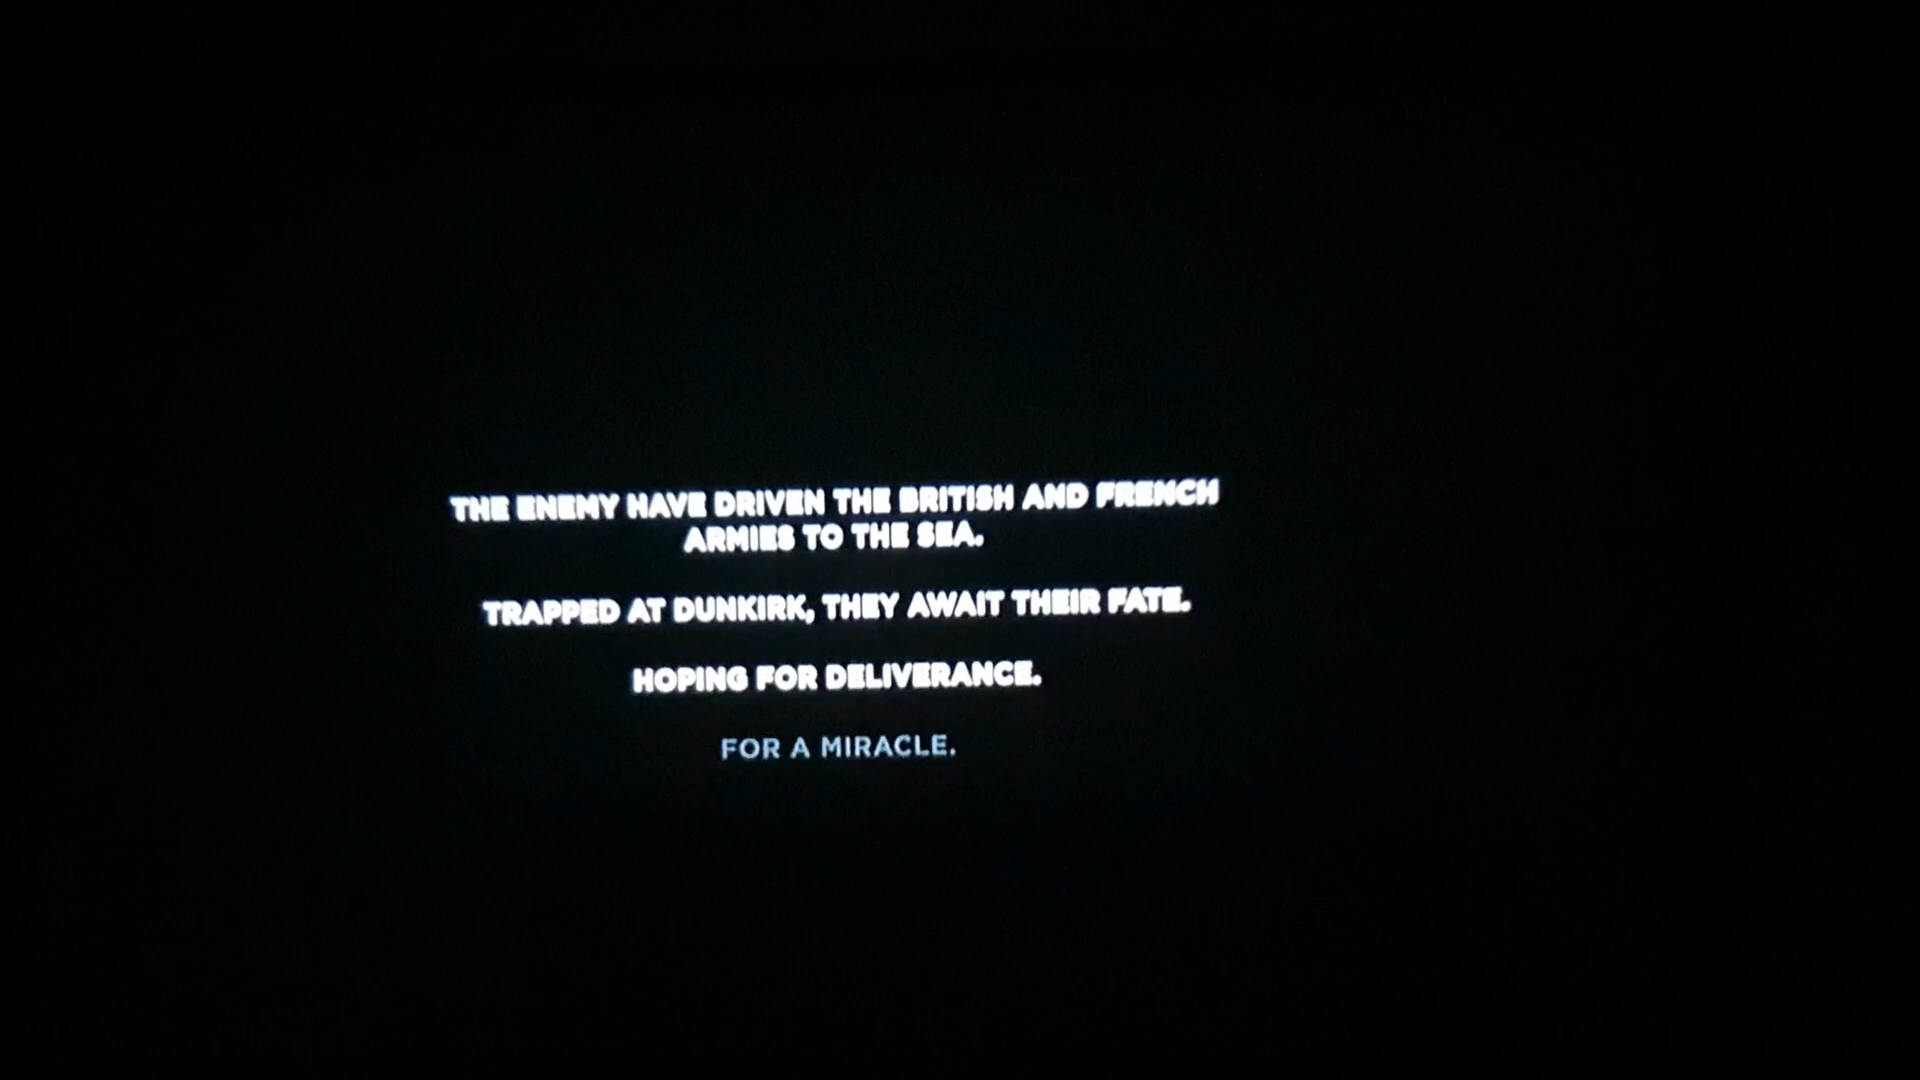 THE ENEMY HAVE DRIVEN THE BRITISH AND FRENCH
ARMIES TO THE SEA.
TRAPPED AT DUNKIRK, THEY AWAIT THEIR FATE.
HOPING FOR DELIVERANCE.
FOR A MIRACLE.